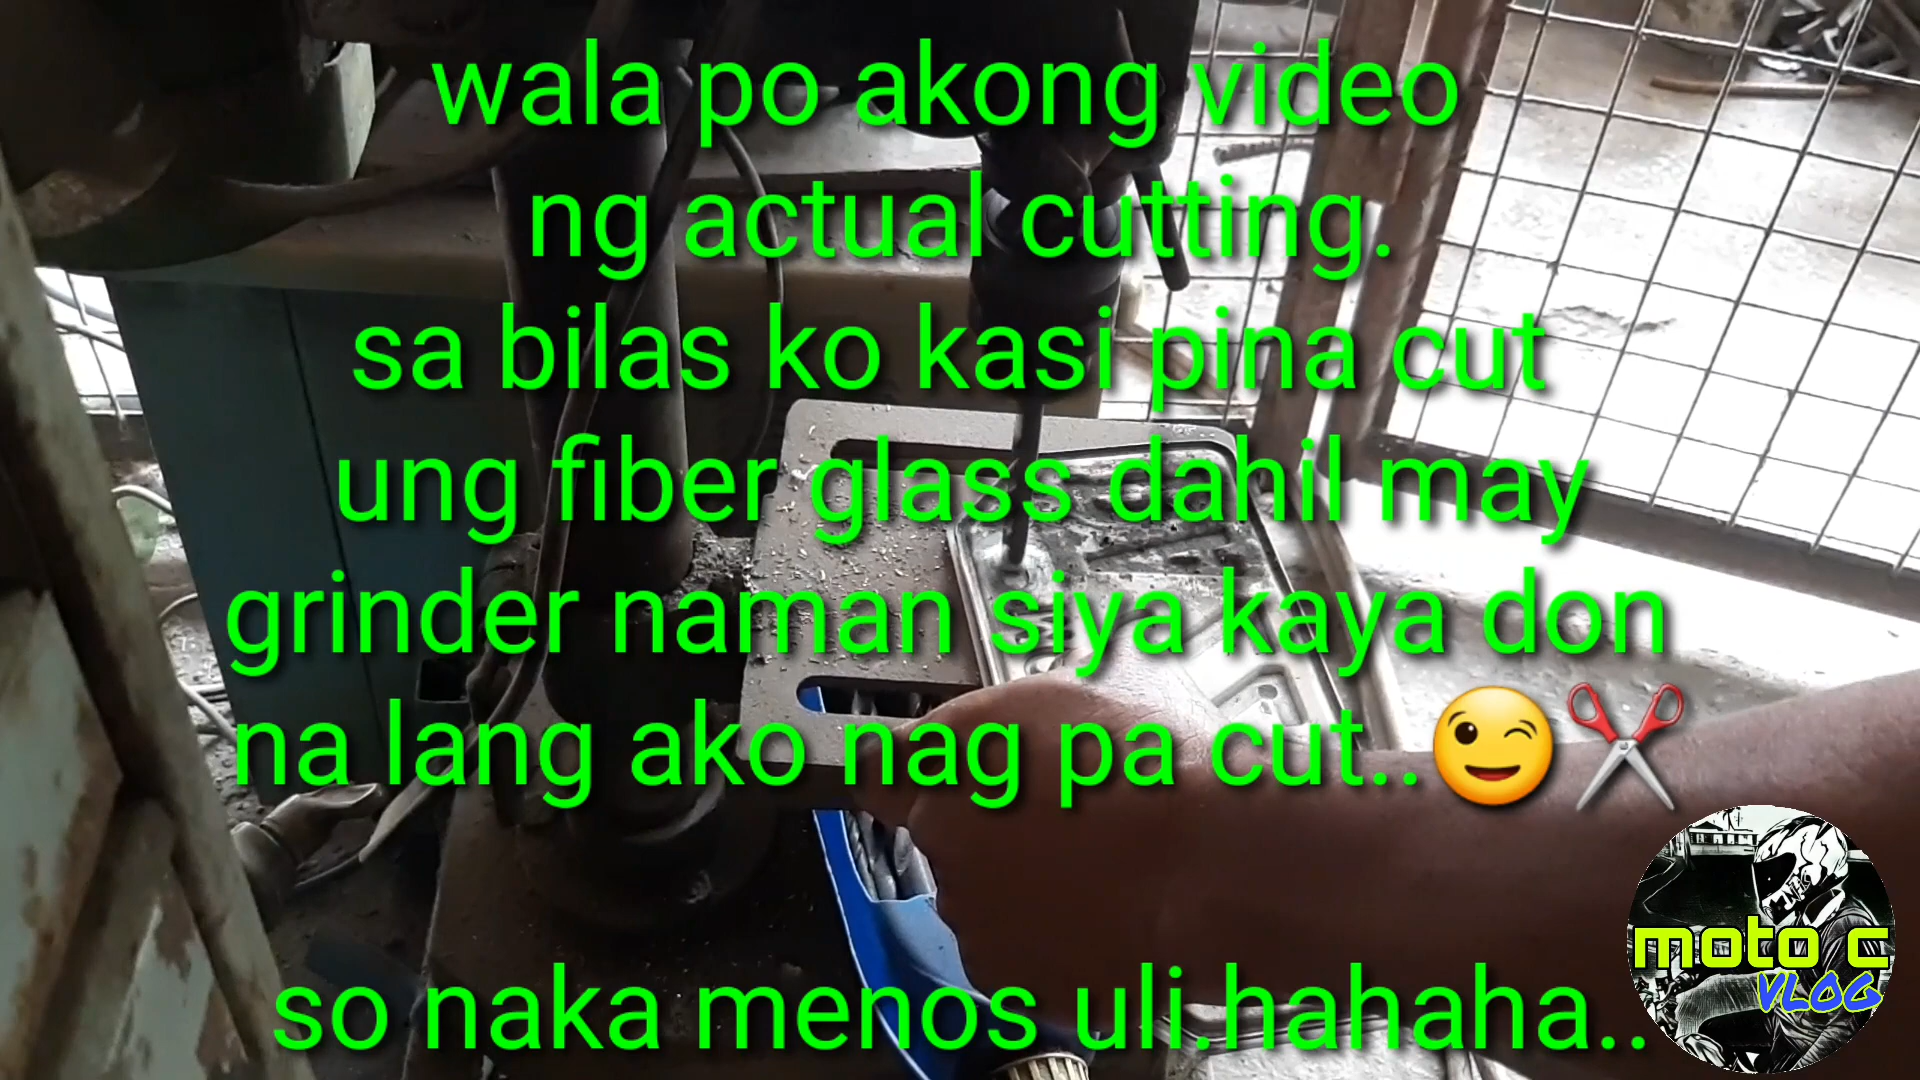 wala po akong video
ng actual cutting.
sa bilas ko kasi pina cut
ung fiber glass dahil may
grinder naman siya kaya don
na lang ako nag pa cut..😉✂
so naka menos uli.hahaha..
moto c
VLOG